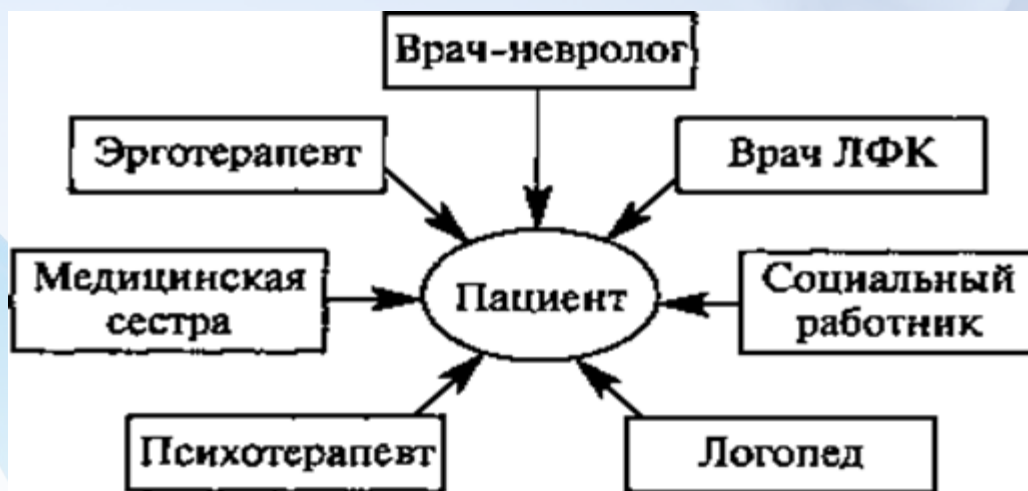 Врач-невролог
Эрготерапевт
Врач ЛФК
Медицинская
сестра
Пациент
Социальный
работник
Психотерапевт
Логопед